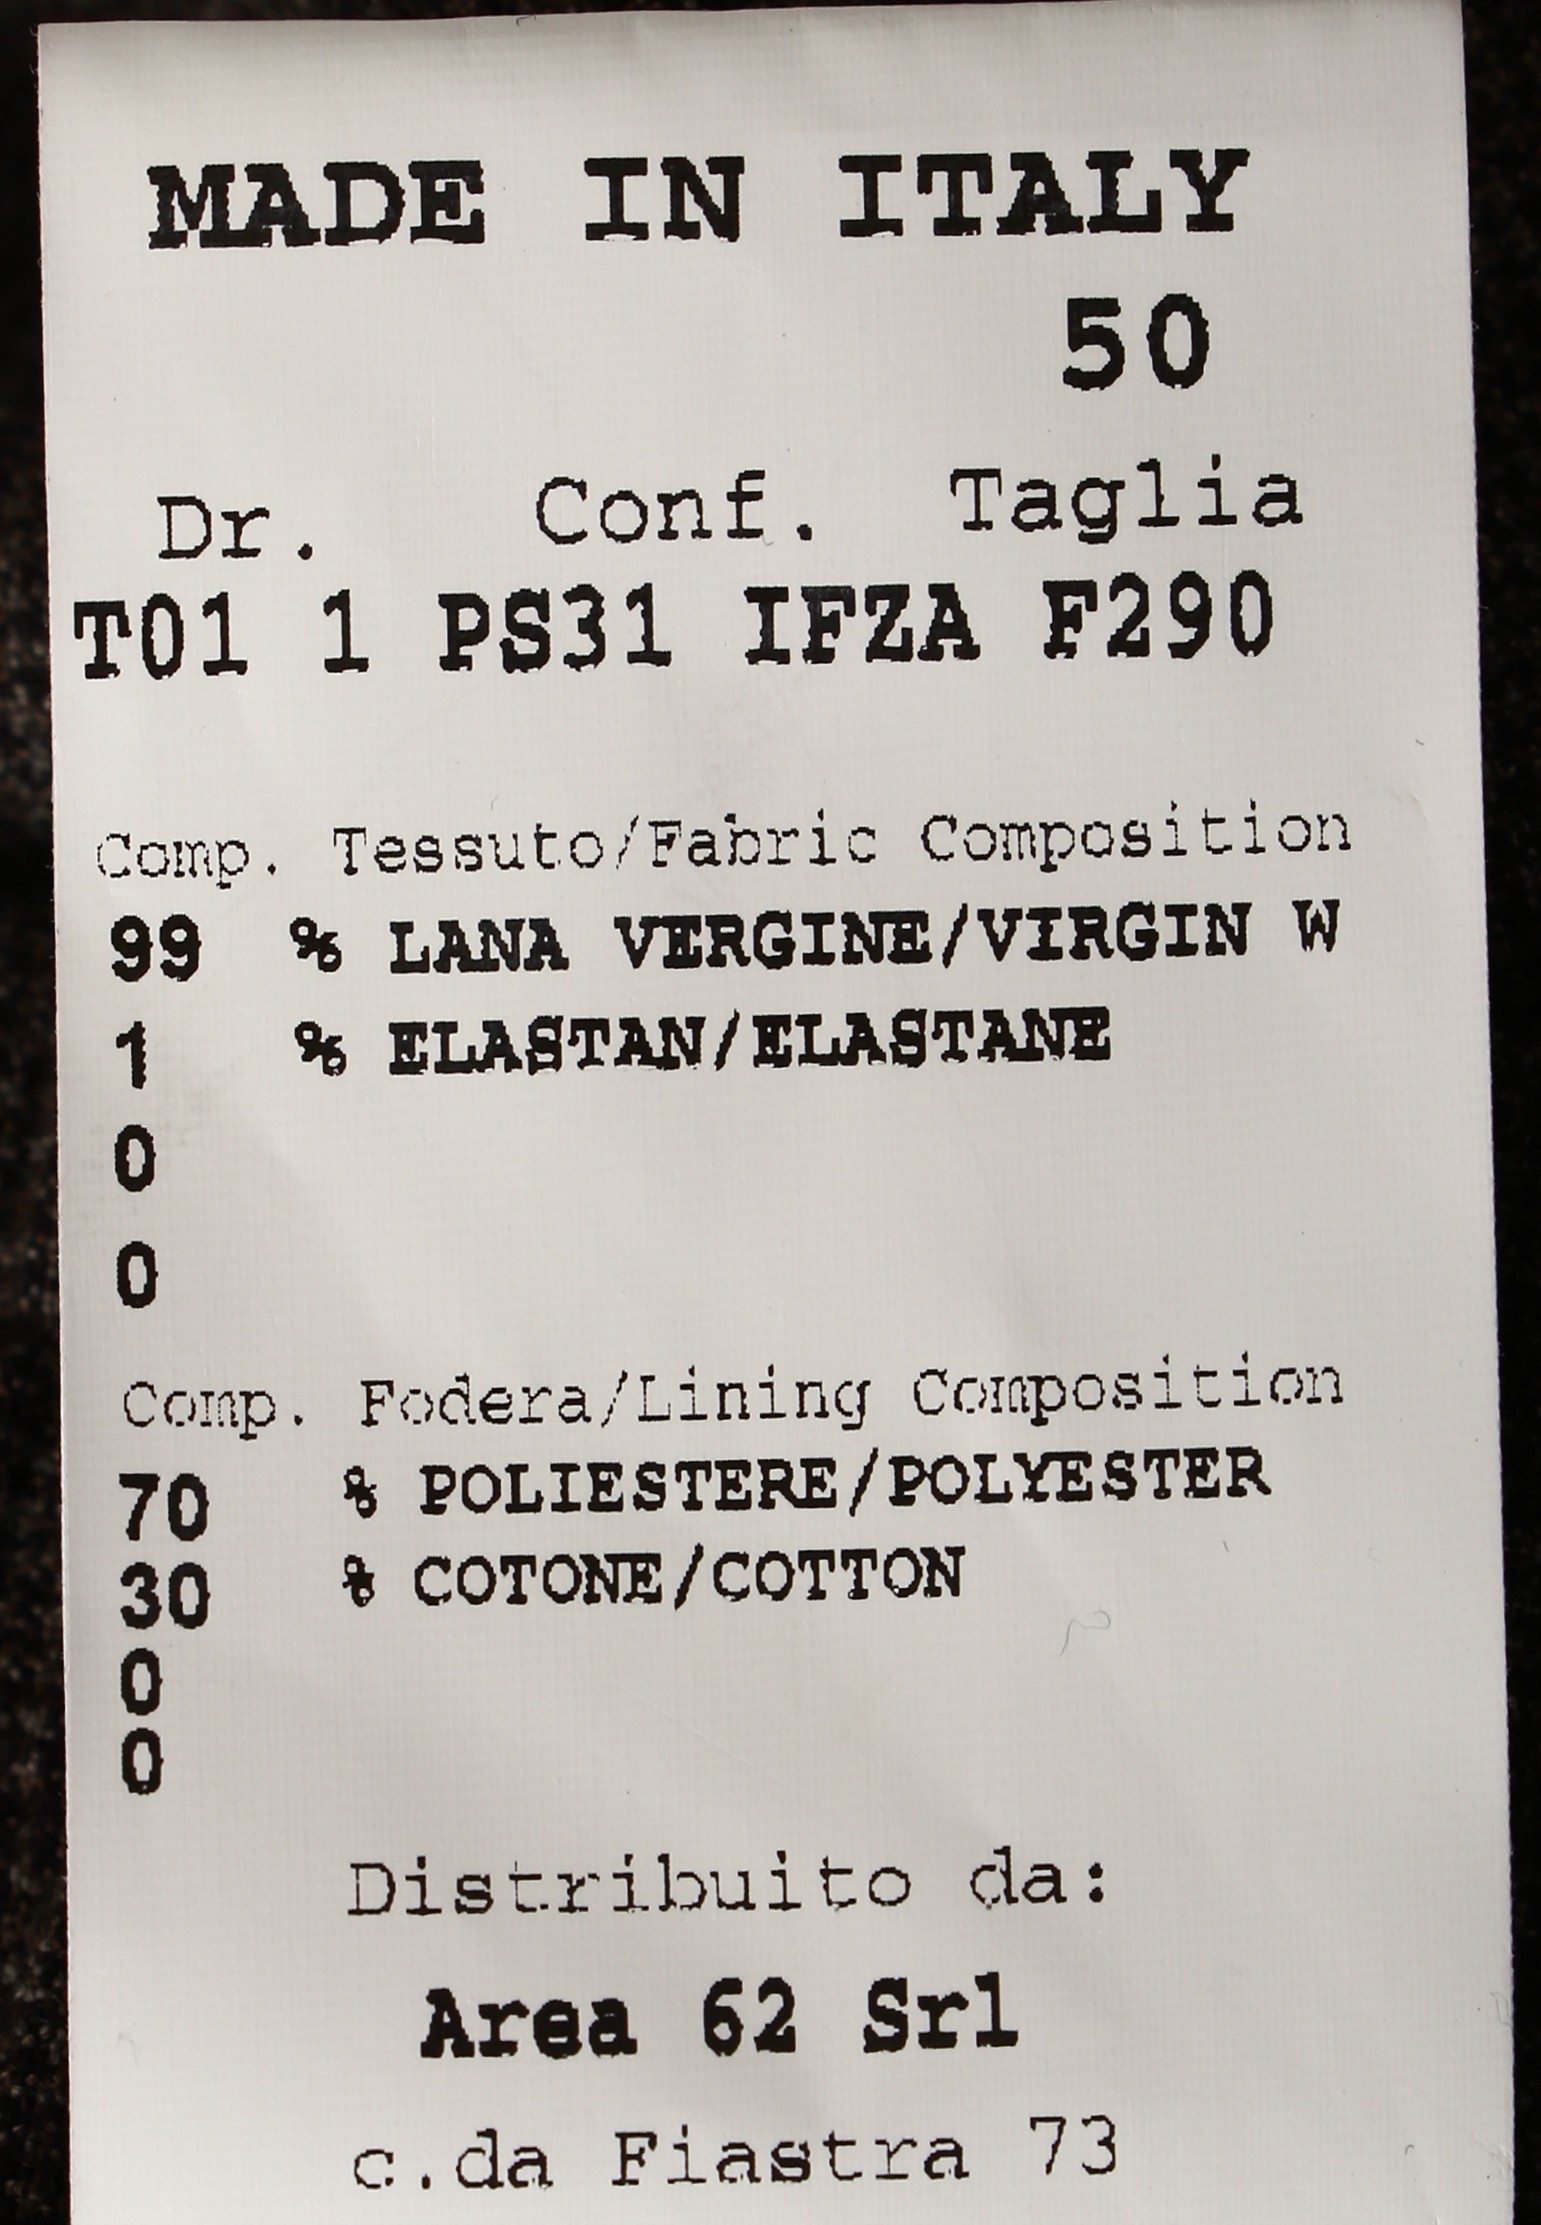 MADE IN ITALY
50
Dr. Conf. Taglia
T01 1 PS31 IFZA F290
Comp. Tessuto/Fabric Composition
99 % LANA VERGINE/VIRGIN W
1 % ELASTAN/ELASTANE
0
0
Comp. Fodera/Lining Composition
70 % POLIESTERE/POLYESTER
30 % COTONE/COTTON
0
0
Distribuito da:
Area 62 Srl
c.da Fiastra 73